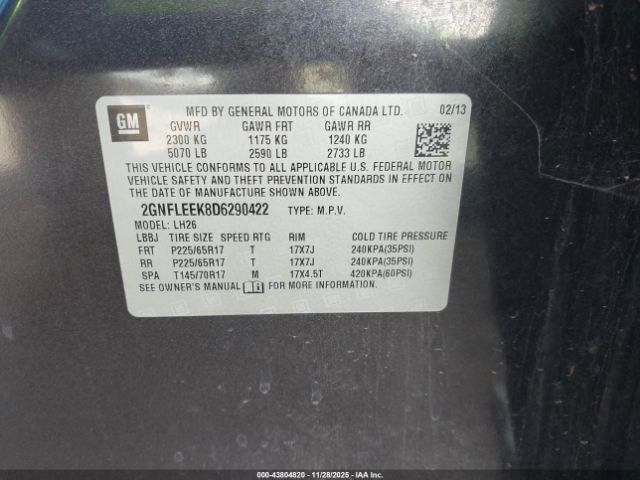 GM
MFD BY GENERAL MOTORS OF CANADA LTD. 02/13
GVWR GAWR FRT GAWR RR
2300 KG 1175 KG 1240 KG
5070 LB 2590 LB 2733 LB
THIS VEHICLE CONFORMS TO ALL APPLICABLE U.S. FEDERAL MOTOR
VEHICLE SAFETY AND THEFT PREVENTION STANDARDS IN EFFECT ON THE
DATE OF MANUFACTURE SHOWN ABOVE.
2GNFLEEK8D6290422 TYPE: M.P.V.
MODEL: LH26
LBBJ TIRE SIZE SPEED RTG RIM COLD TIRE PRESSURE
FRT P225/65R17 T 17X7J 240KPA(35PSI)
RR P225/65R17 T 17X7J 240KPA(35PSI)
SPA T145/70R17 M 17X4.5T 420KPA(60PSI)
SEE OWNER'S MANUAL FOR MORE INFORMATION.
000-43804820 | 11/28/2025 | IAA Inc.